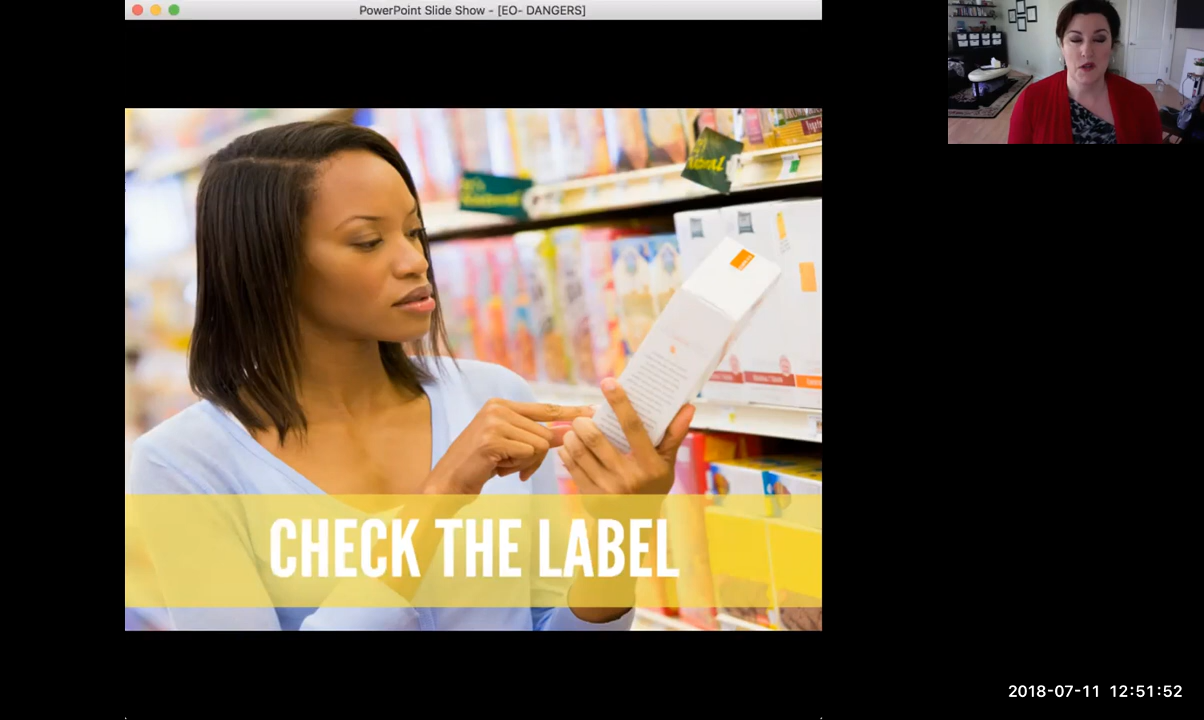 PowerPoint Slide Show - [EO- DANGERS]
CHECK THE LABEL
2018-07-11 12:51:52